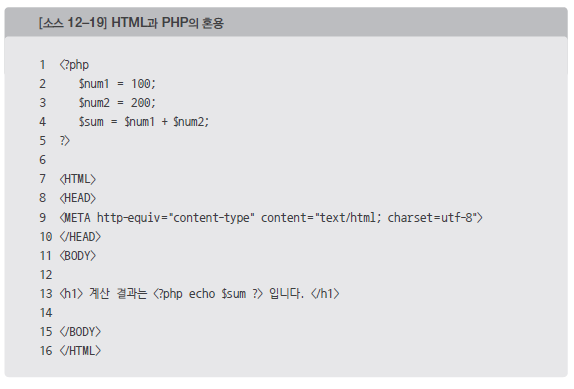 [소스 12-19] HTML과 PHP의 혼용
1 <?php
2 $num1 = 100;
3 $num2 = 200;
4 $sum = $num1 + $num2;
5 ?>
6
7 <HTML>
8 <HEAD>
9 <META http-equiv="content-type" content="text/html; charset=utf-8">
10 </HEAD>
11 <BODY>
12
13 <h1> 계산 결과는 <?php echo $sum ?> 입니다. </h1>
14
15 </BODY>
16 </HTML>